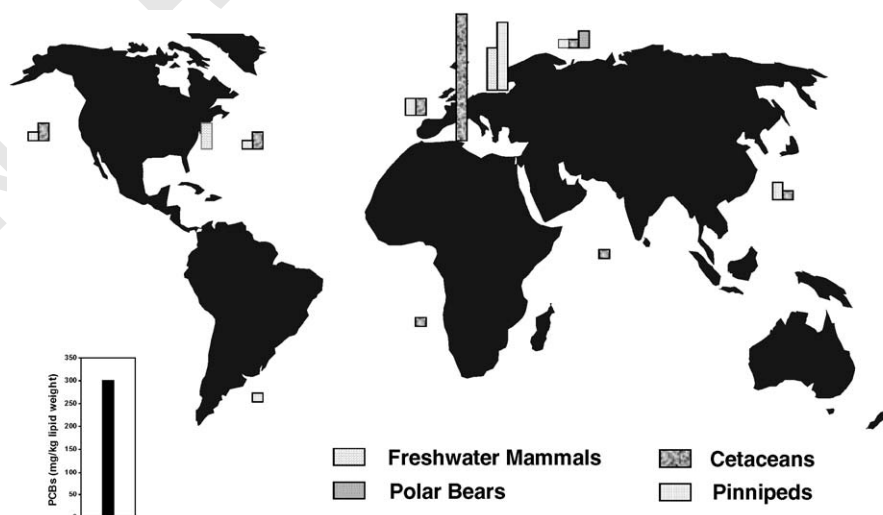 350
300
250
200
150
100
50
PCBs (mg/kg lipid weight)
Freshwater Mammals
Polar Bears
Cetaceans
Pinnipeds